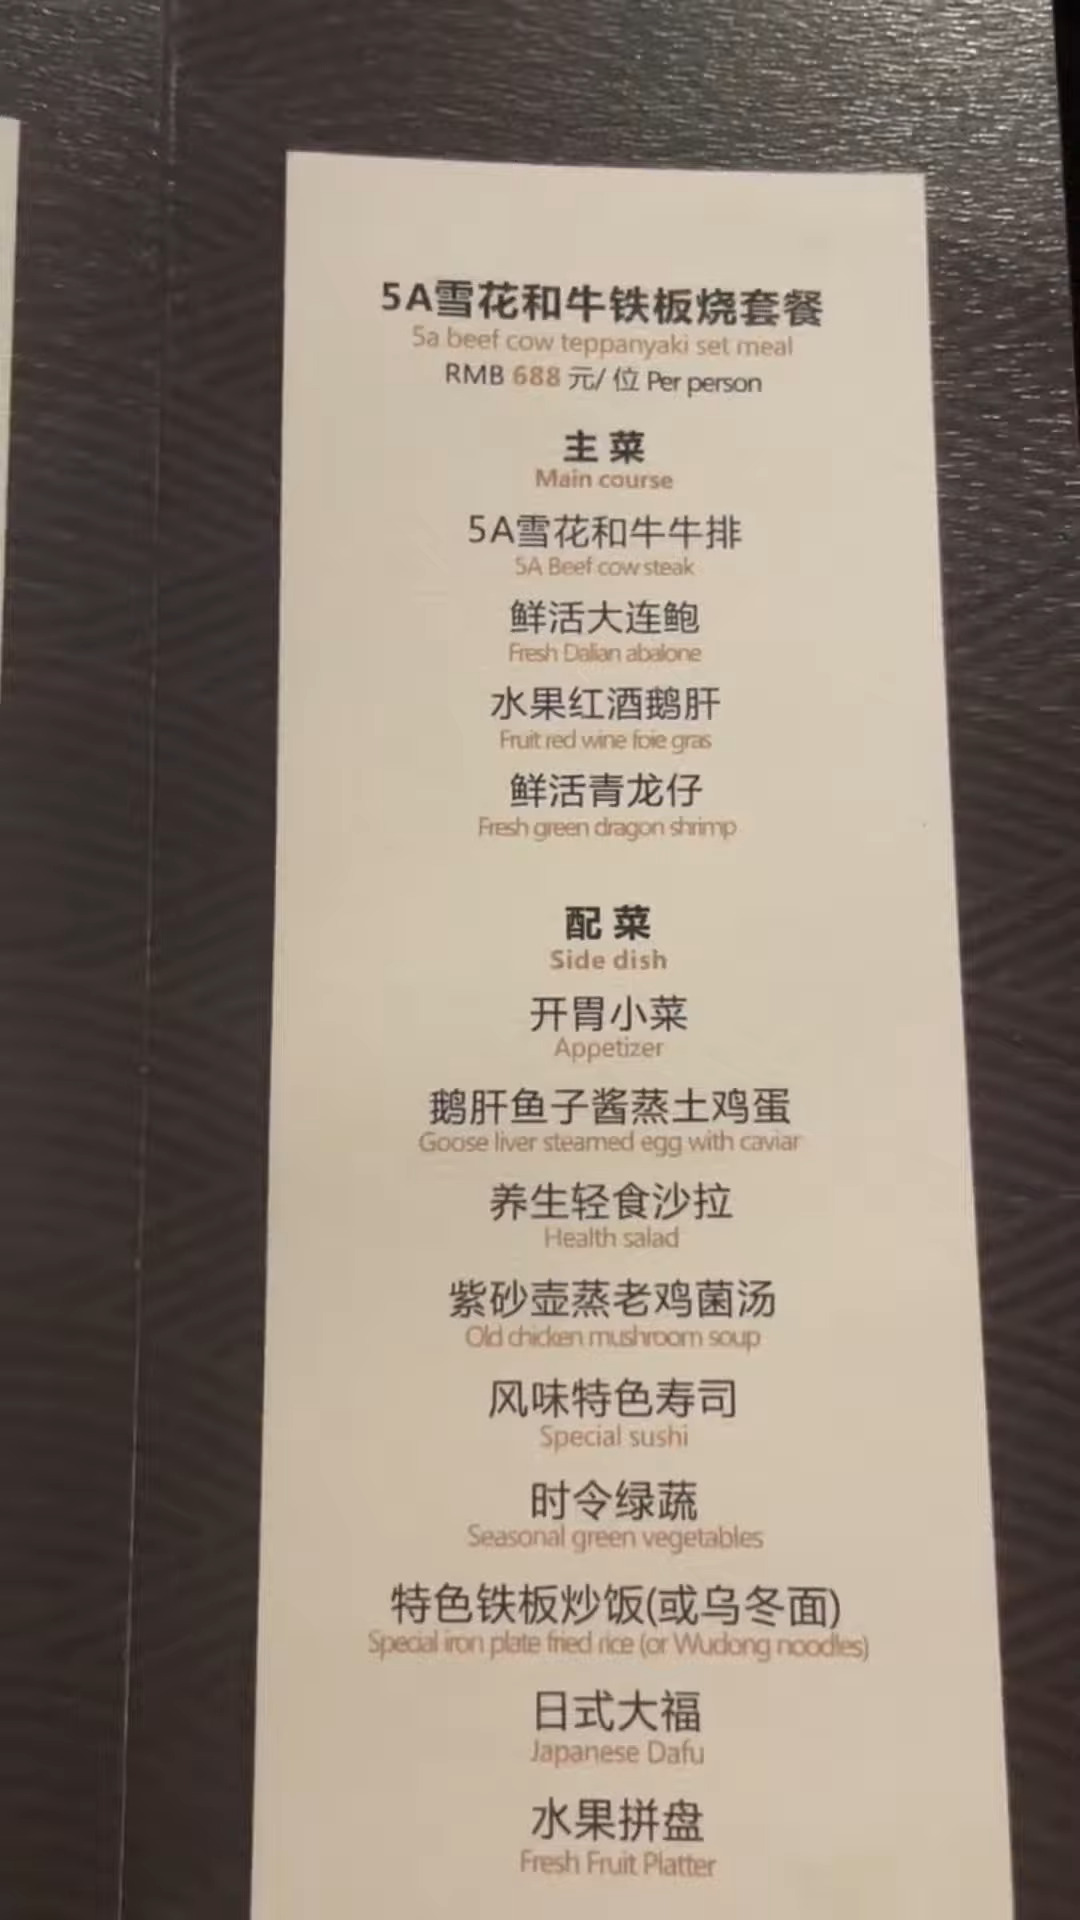 5A雪花和牛铁板烧套餐
5a beef cow teppanyaki set meal
RMB 688 元/ 位 Per person
主 菜
Main course
5A雪花和牛牛排
5A Beef cow steak
鲜活大连鲍
Fresh Dalian abalone
水果红酒鹅肝
Fruit red wine foie gras
鲜活青龙仔
Fresh green dragon shrimp
配 菜
Side dish
开胃小菜
Appetizer
鹅肝鱼子酱蒸土鸡蛋
Goose liver steamed egg with caviar
养生轻食沙拉
Health salad
紫砂壶蒸老鸡菌汤
Old chicken mushroom soup
风味特色寿司
Special sushi
时令绿蔬
Seasonal green vegetables
特色铁板炒饭(或乌冬面)
Special iron plate fried rice (or Wudong noodles)
日式大福
Japanese Dafu
水果拼盘
Fresh Fruit Platter